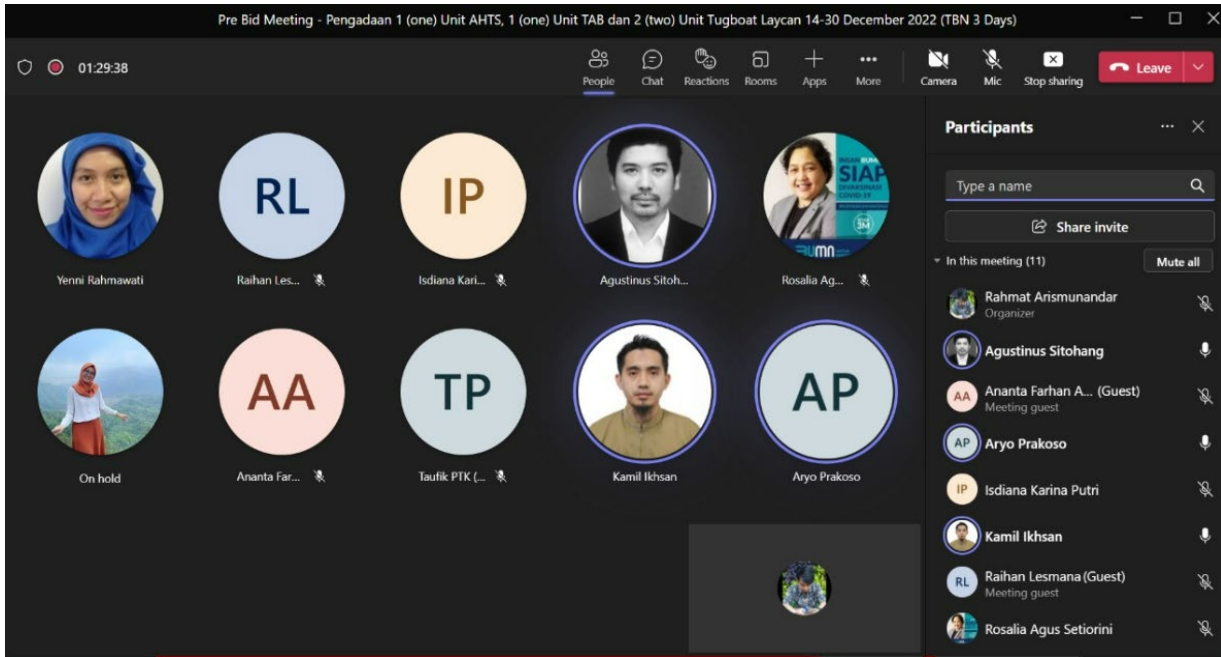 Pre Bid Meeting - Pengadaan 1 (one) Unit AHTS, 1 (one) Unit TAB dan 2 (two) Unit Tugboat Laycan 14-30 December 2022 (TBN 3 Days)
01:29:38
People Chat Reactions Rooms Apps More Camera Mic Stop sharing Leave
RL
IP
SIAP
BUMN
Yenni Rahmawati
Raihan Les...
Isdiana Kari...
Agustinus Sitoh...
Rosalia Ag...
AA
TP
AP
On hold
Ananta Far...
Taufik PTK (...
Kamil Ikhsan
Aryo Prakoso
Participants
Type a name
Share invite
In this meeting (11) Mute all
Rahmat Arismunandar
Organizer
Agustinus Sitohang
AA Ananta Farhan A... (Guest)
Meeting guest
AP Aryo Prakoso
IP Isdiana Karina Putri
Kamil Ikhsan
RL Raihan Lesmana (Guest)
Meeting guest
Rosalia Agus Setiorini